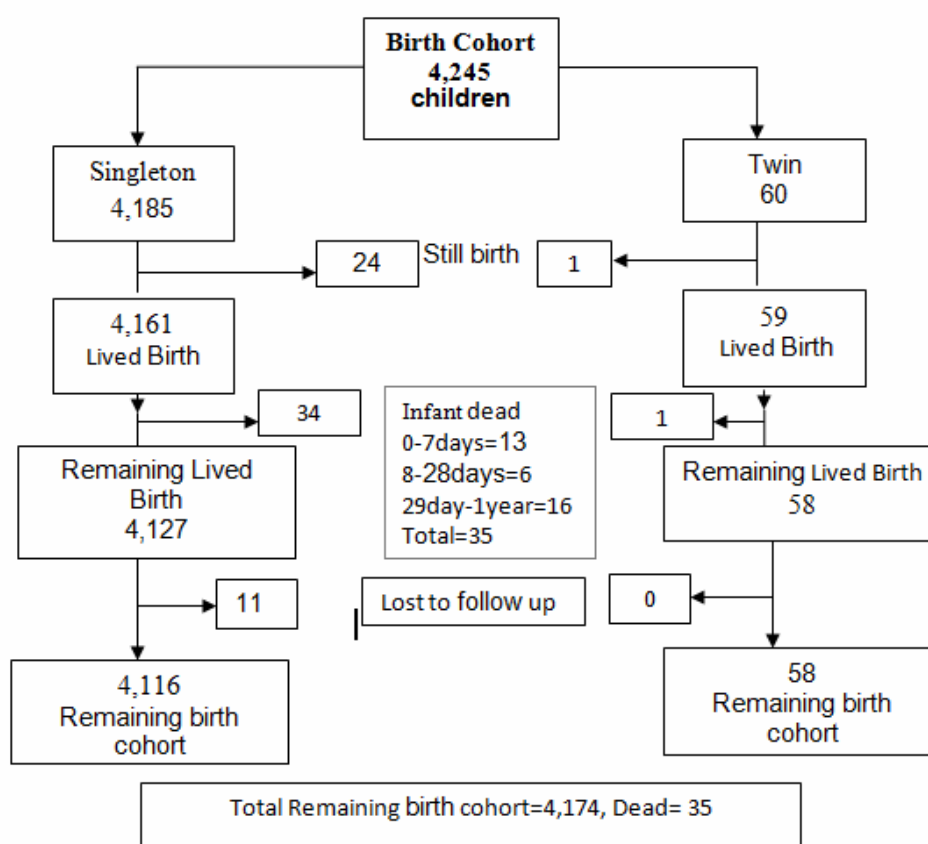 Birth Cohort
4,245
children
Singleton
4,185
Twin
60
24
Still birth
1
4,161
Lived Birth
59
Lived Birth
34
Infant dead
0-7days=13
8-28days=6
29day-1year=16
Total=35
1
Remaining Lived
Birth
4,127
Remaining Lived Birth
58
11
Lost to follow up
0
4,116
Remaining birth
cohort
58
Remaining birth
cohort
Total Remaining birth cohort=4,174, Dead= 35